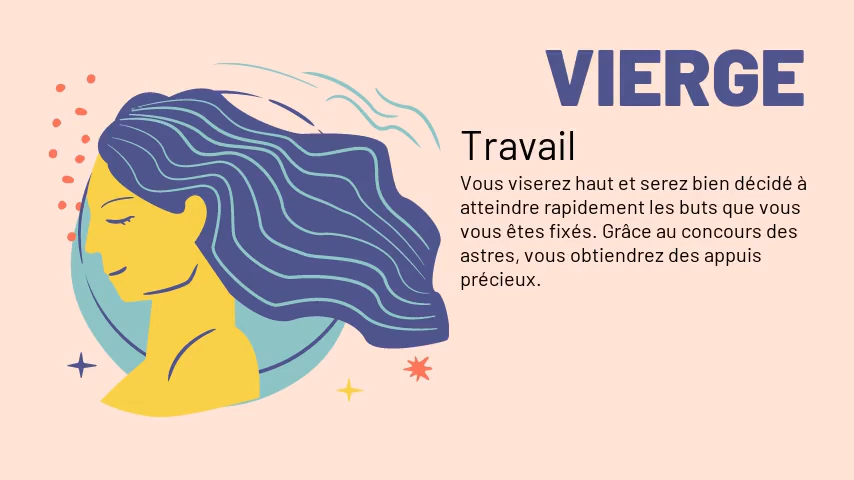 VIERGE
Travail
Vous viserez haut et serez bien décidé à
atteindre rapidement les buts que vous
vous êtes fixés. Grâce au concours des
astres, vous obtiendrez des appuis
précieux.